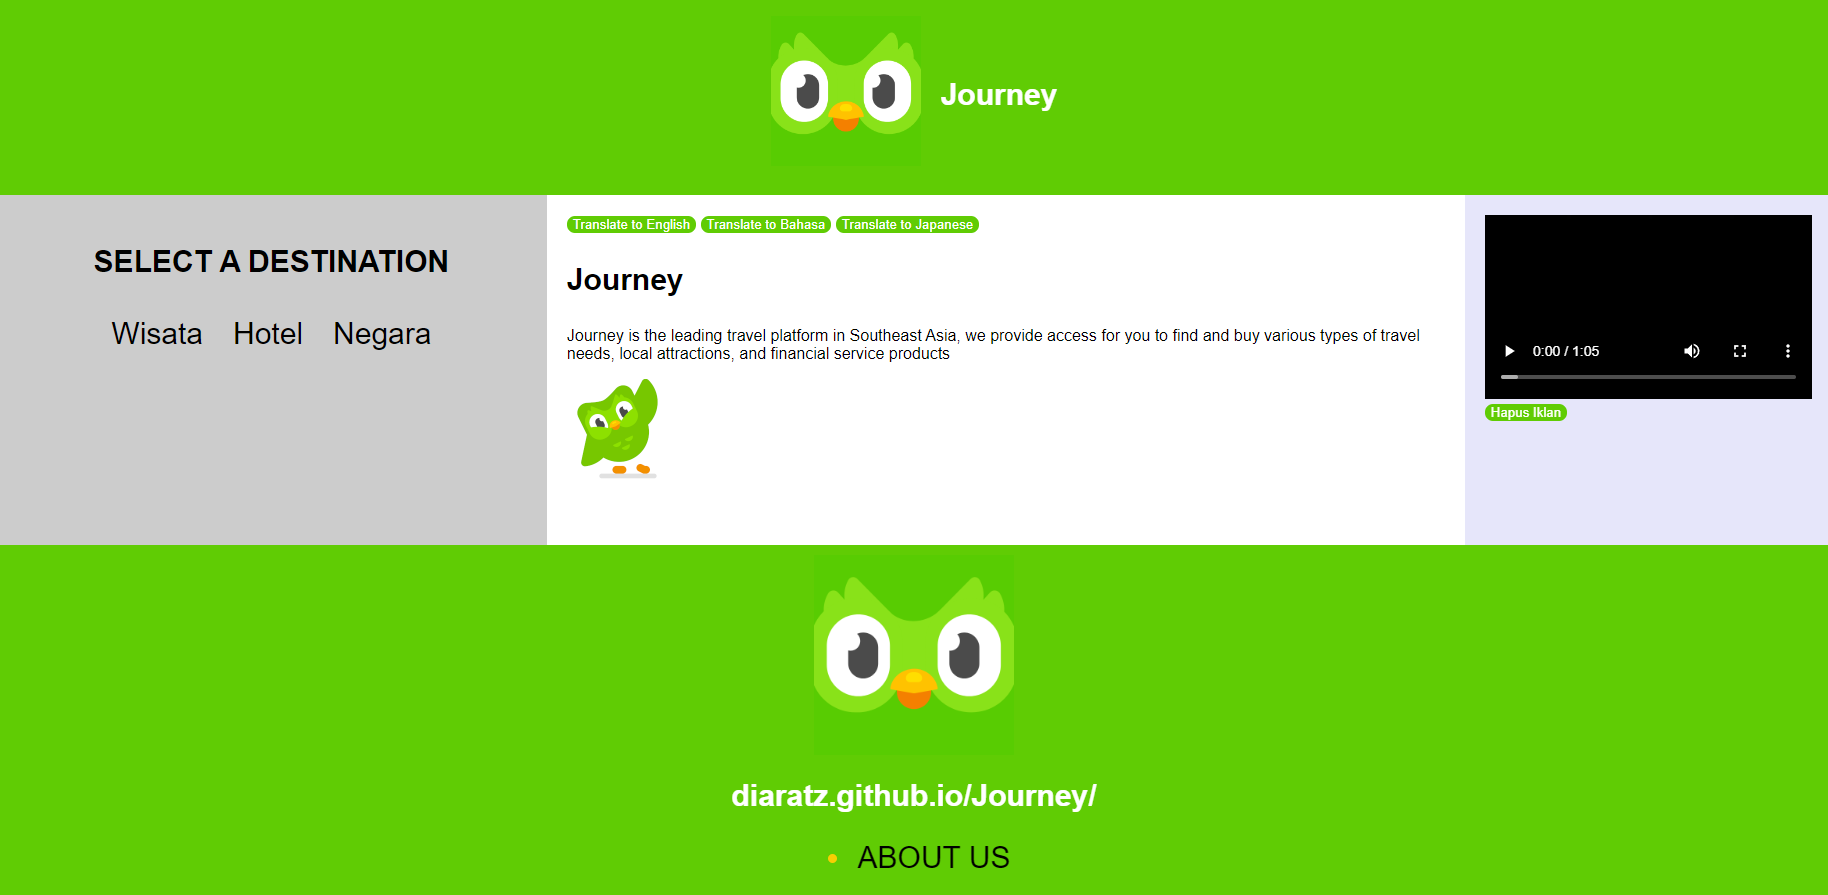 Journey
SELECT A DESTINATION
Wisata Hotel Negara
Translate to English Translate to Bahasa Translate to Japanese
Journey
Journey is the leading travel platform in Southeast Asia, we provide access for you to find and buy various types of travel
needs, local attractions, and financial service products
0:00 / 1:05
Hapus Iklan
diaratz.github.io/Journey/
ABOUT US